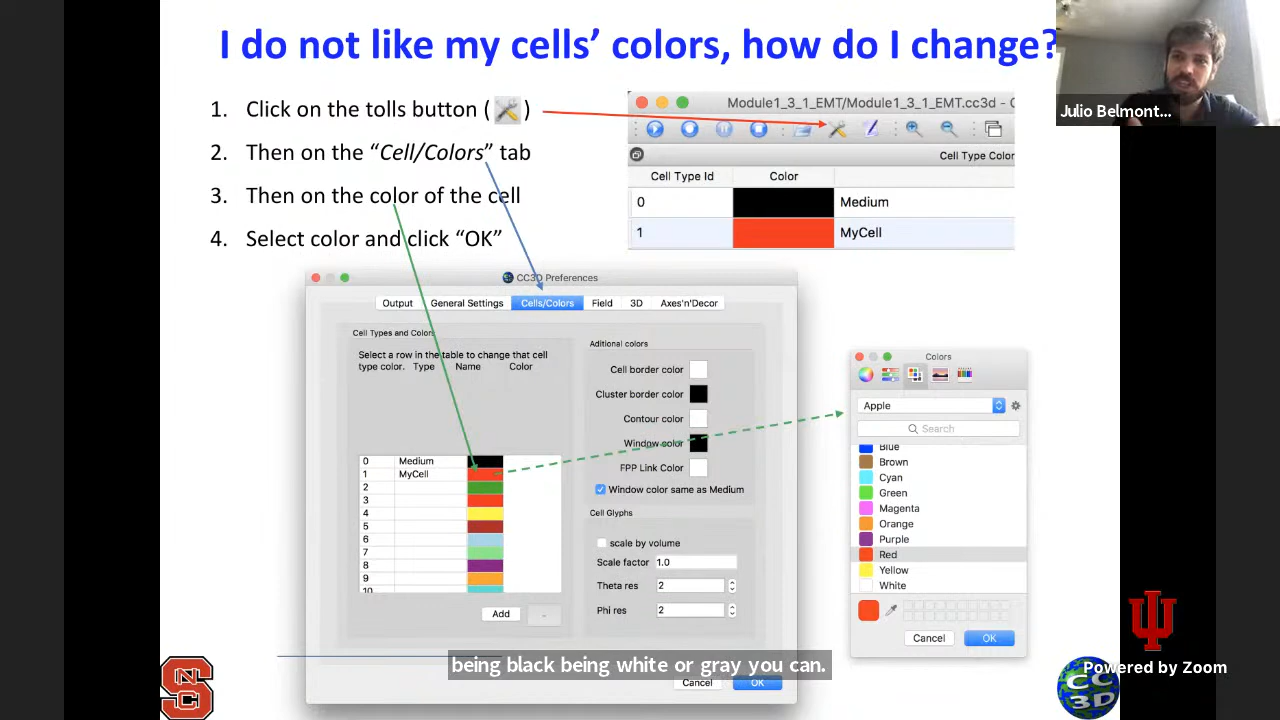 I do not like my cells’ colors, how do I change?
Julio Belmont...
1. Click on the tolls button ( )
2. Then on the “Cell/Colors” tab
3. Then on the color of the cell
4. Select color and click “OK”
Module1_3_1_EMT/Module1_3_1_EMT.cc3d -
Cell Type Color
Cell Type Id Color
0 Medium
1 MyCell
CC3D Preferences
Output General Settings Cells/Colors Field 3D Axes'n'Decor
Cell Types and Colors
Select a row in the table to change that cell
type color. Type Name Color
0 Medium
1 MyCell
2
3
4
5
6
7
8
9
10
Add -
Aditional colors
Cell border color
Cluster border color
Contour color
Window color
FPP Link Color
Window color same as Medium
Cell Glyphs
scale by volume
Scale factor 1.0
Theta res 2
Phi res 2
Cancel OK
Colors
Apple
Search
Blue
Brown
Cyan
Green
Magenta
Orange
Purple
Red
Yellow
White
Cancel OK
being black being white or gray you can.
S
CC
3D
Powered by Zoom